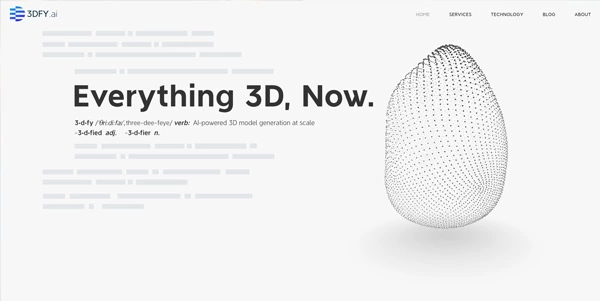 3DFY.ai
HOME SERVICES TECHNOLOGY BLOG ABOUT
Everything 3D, Now.
3-d-fy /ˈθriːdiːfaɪ/, three-dee-feye/ verb: AI-powered 3D model generation at scale
-3-d-fied adj. -3-d-fier n.